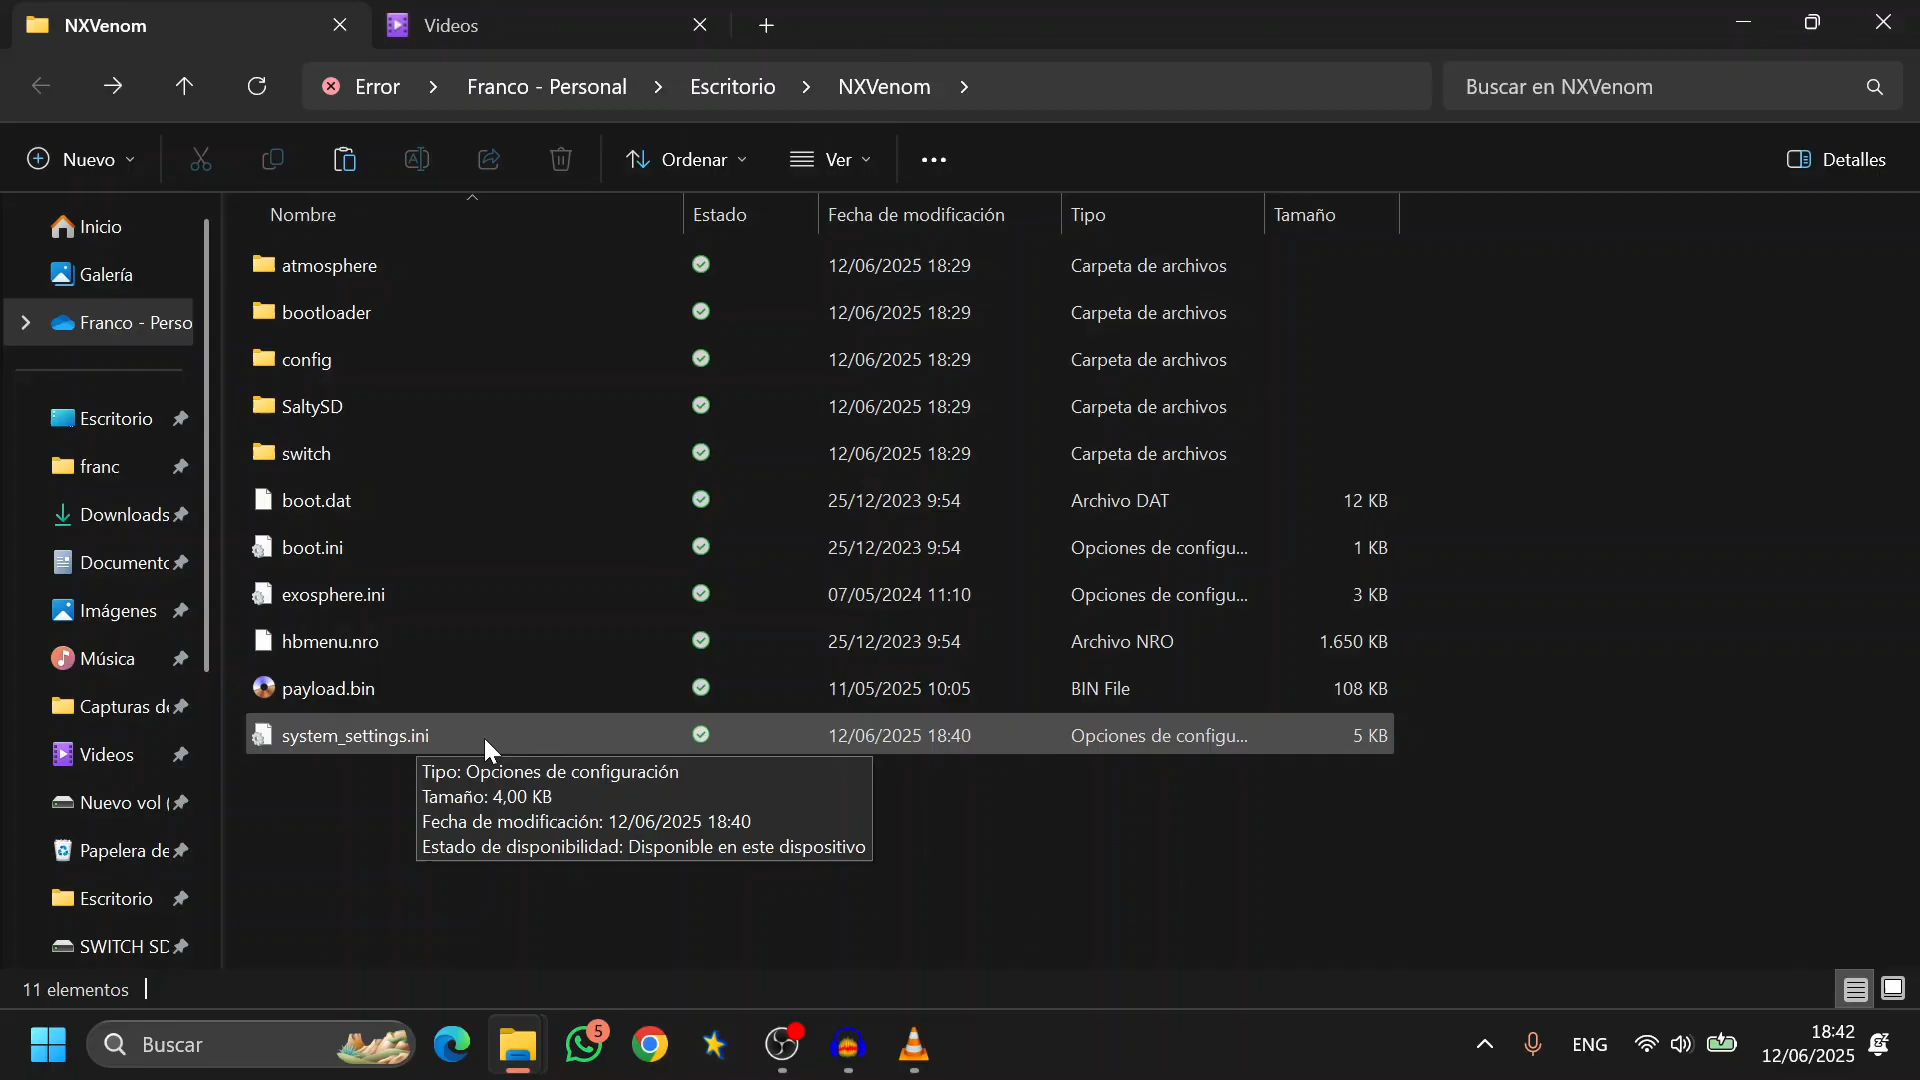 NXVenom
Videos
Error > Franco - Personal > Escritorio > NXVenom >
Buscar en NXVenom
Nuevo
Ordenar
Ver
Detalles
Nombre Estado Fecha de modificación Tipo Tamaño
Inicio
Galería
Franco - Perso
Escritorio
franc
Downloads
Documento
Imágenes
Música
Capturas de
Videos
Nuevo vol (
Papelera de
Escritorio
SWITCH SD
atmosphere 12/06/2025 18:29 Carpeta de archivos
bootloader 12/06/2025 18:29 Carpeta de archivos
config 12/06/2025 18:29 Carpeta de archivos
SaltySD 12/06/2025 18:29 Carpeta de archivos
switch 12/06/2025 18:29 Carpeta de archivos
boot.dat 25/12/2023 9:54 Archivo DAT 12 KB
boot.ini 25/12/2023 9:54 Opciones de configu... 1 KB
exosphere.ini 07/05/2024 11:10 Opciones de configu... 3 KB
hbmenu.nro 25/12/2023 9:54 Archivo NRO 1.650 KB
payload.bin 11/05/2025 10:05 BIN File 108 KB
system_settings.ini 12/06/2025 18:40 Opciones de configu... 5 KB
Tipo: Opciones de configuración
Tamaño: 4,00 KB
Fecha de modificación: 12/06/2025 18:40
Estado de disponibilidad: Disponible en este dispositivo
11 elementos
Buscar
5
ENG
18:42
12/06/2025